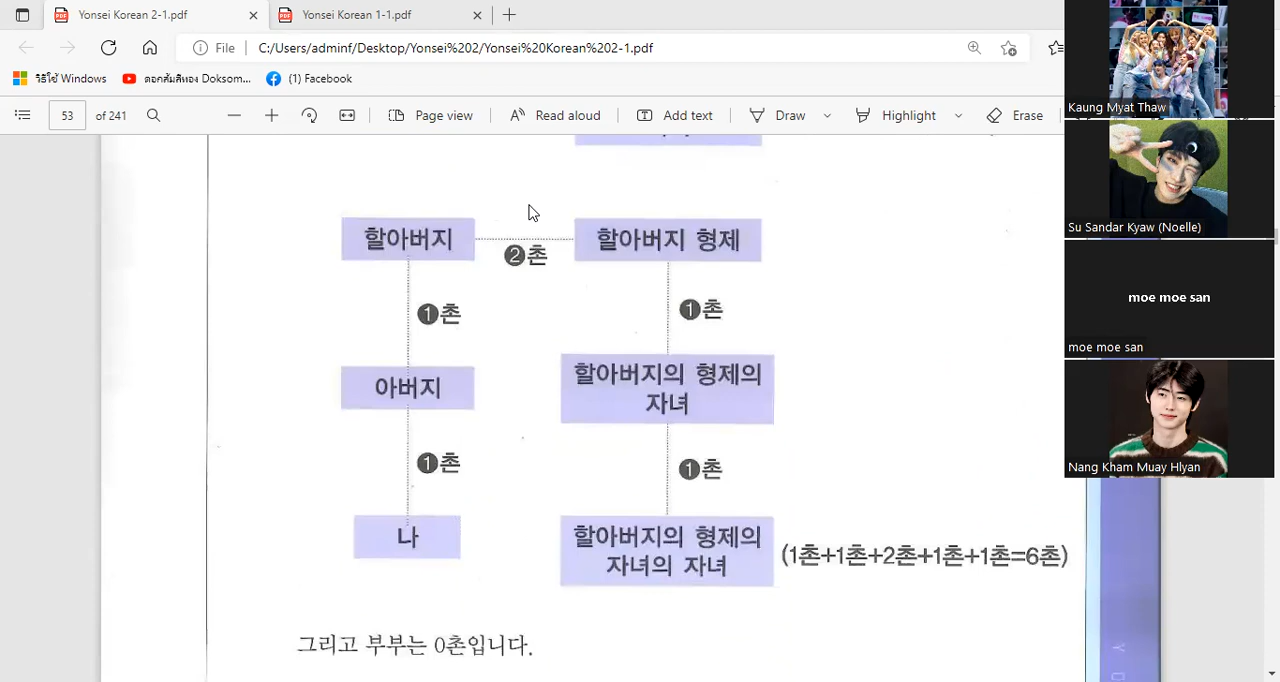 Yonsei Korean 2-1.pdf
Yonsei Korean 1-1.pdf
File C:/Users/adminf/Desktop/Yonsei%202/Yonsei%20Korean%202-1.pdf
วิธีใช้ Windows ดอกส้มสีทอง Doksom... (1) Facebook
53 of 241 Page view Read aloud Add text Draw Highlight Erase
할아버지 2촌 할아버지 형제
1촌 1촌
아버지 할아버지의 형제의
자녀
1촌 1촌
나 할아버지의 형제의
자녀의 자녀 (1촌+1촌+2촌+1촌+1촌=6촌)
그리고 부부는 0촌입니다.
Kaung Myat Thaw
Su Sandar Kyaw (Noelle)
moe moe san
moe moe san
Nang Kham Muay Hlyan